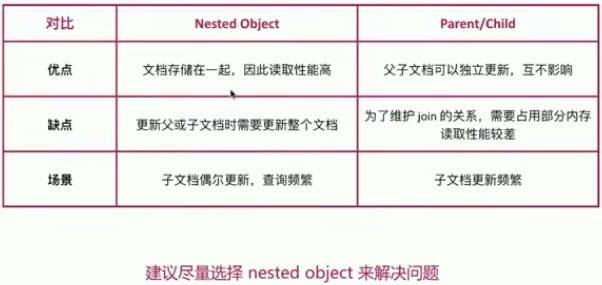 对比 Nested Object Parent/Child
优点 文档存储在一起，因此读取性能高 父子文档可以独立更新，互不影响
缺点 更新父或子文档时需要更新整个文档 为了维护 join 的关系，需要占用部分内存
读取性能较差
场景 子文档偶尔更新，查询频繁 子文档更新频繁
建议尽量选择 nested object 来解决问题